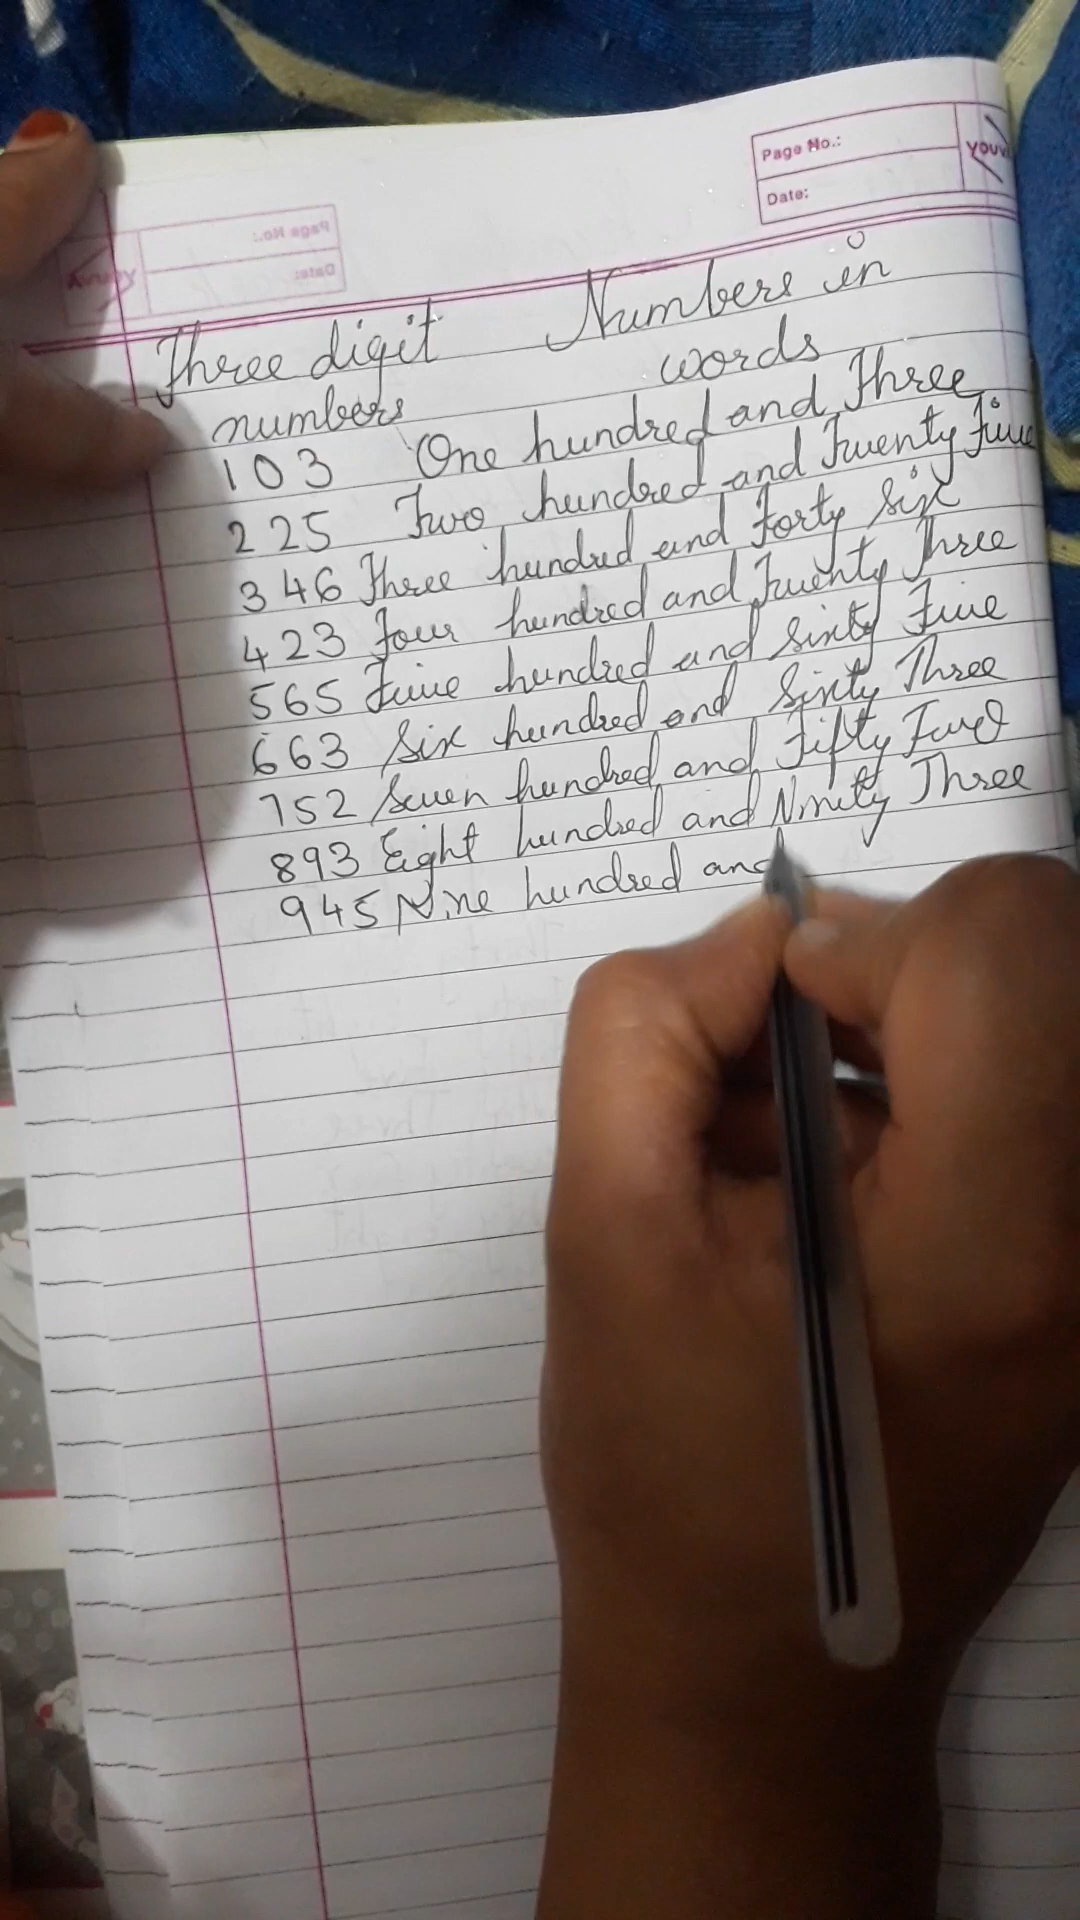 Page No.:
Date:
YOUV
Three digit Numbers in
numbers words
103 One hundred and Three
225 Two hundred and Twenty five
346 Three hundred and Forty six
423 Four hundred and Twenty Three
565 Five hundred and sixty Five
663 Six hundred and sixty Three
752 Seven hundred and Fifty Two
893 Eight hundred and Ninety Three
945 Nine hundred and